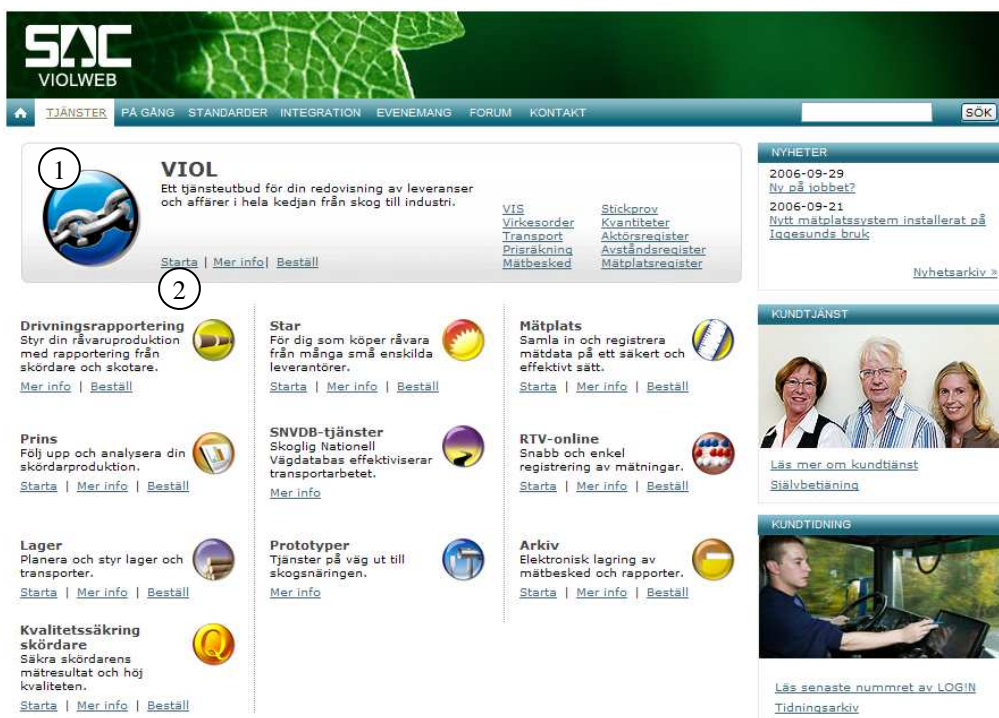 SDC
VIOLWEB
TJÄNSTER PÅ GÅNG STANDARDER INTEGRATION EVENEMANG FORUM KONTAKT
SÖK
1
VIOL
Ett tjänsteutbud för din redovisning av leveranser
och affärer i hela kedjan från skog till industri.
Starta | Mer info| Beställ
2
VIS
Virkesorder
Transport
Prisräkning
Mätbesked
Stickprov
Kvantiteter
Aktörsregister
Avståndsregister
Mätplatsregister
NYHETER
2006-09-29
Ny på jobbet?
2006-09-21
Nytt mätplatssystem installerat på
Iggesunds bruk
Nyhetsarkiv »
Drivningsrapportering
Styr din råvaruproduktion
med rapportering från
skördare och skotare.
Mer info | Beställ
Star
För dig som köper råvara
från många små enskilda
leverantörer.
Starta | Mer info | Beställ
Mätplats
Samla in och registrera
mätdata på ett säkert och
effektivt sätt.
Starta | Mer info | Beställ
KUNDTJÄNST
Läs mer om kundtjänst
Självbetjäning
Prins
Följ upp och analysera din
skördarproduktion.
Starta | Mer info | Beställ
SNVDB-tjänster
Skoglig Nationell
Vägdatabas effektiviserar
transportarbetet.
Mer info
RTV-online
Snabb och enkel
registrering av mätningar.
Starta | Mer info | Beställ
Lager
Planera och styr lager och
transporter.
Starta | Mer info | Beställ
Prototyper
Tjänster på väg ut till
skogsnäringen.
Mer info
Arkiv
Elektronisk lagring av
mätbesked och rapporter.
Starta | Mer info | Beställ
KUNDTIDNING
Läs senaste numret av LOG!N
Tidningsarkiv
Kvalitetssäkring
skördare
Säkra skördarens
mätresultat och höj
kvaliteten.
Starta | Mer info | Beställ
Q